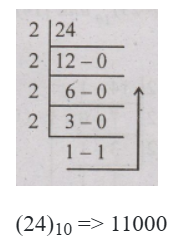 2 24
2 12 – 0
2 6 – 0
2 3 – 0
1 – 1
(24)10 => 11000